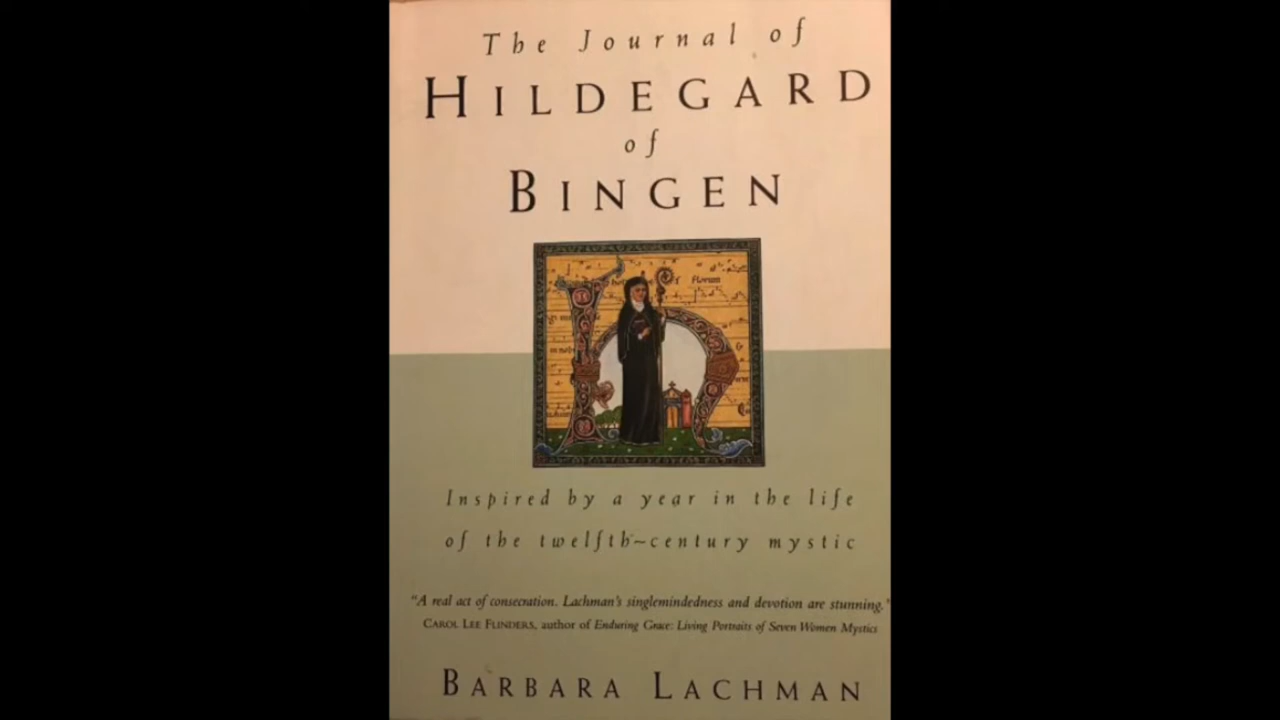 The Journal of
HILDEGARD
of
BINGEN
florum
Inspired by a year in the life
of the twelfth-century mystic
"A real act of consecration. Lachman's singlemindedness and devotion are stunning."
CAROL LEE FLINDERS, author of Enduring Grace: Living Portraits of Seven Women Mystics
BARBARA LACHMAN